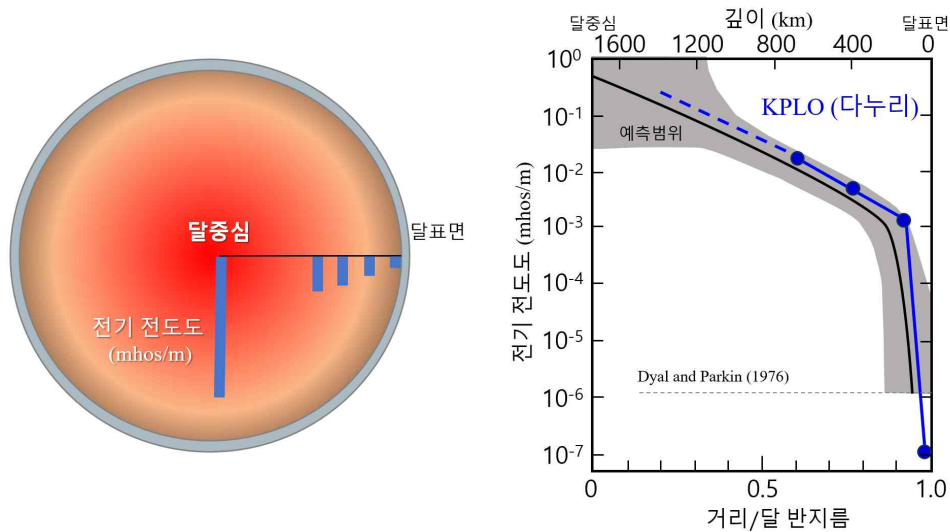 달중심
달표면
전기 전도도
(mhos/m)
깊이 (km)
달중심
달표면
1600 1200 800 400 0
전기 전도도 (mhos/m)
10⁰
10⁻¹
10⁻²
10⁻³
10⁻⁴
10⁻⁵
10⁻⁶
10⁻⁷
KPLO (다누리)
예측범위
Dyal and Parkin (1976)
0 0.5 1.0
거리/달 반지름